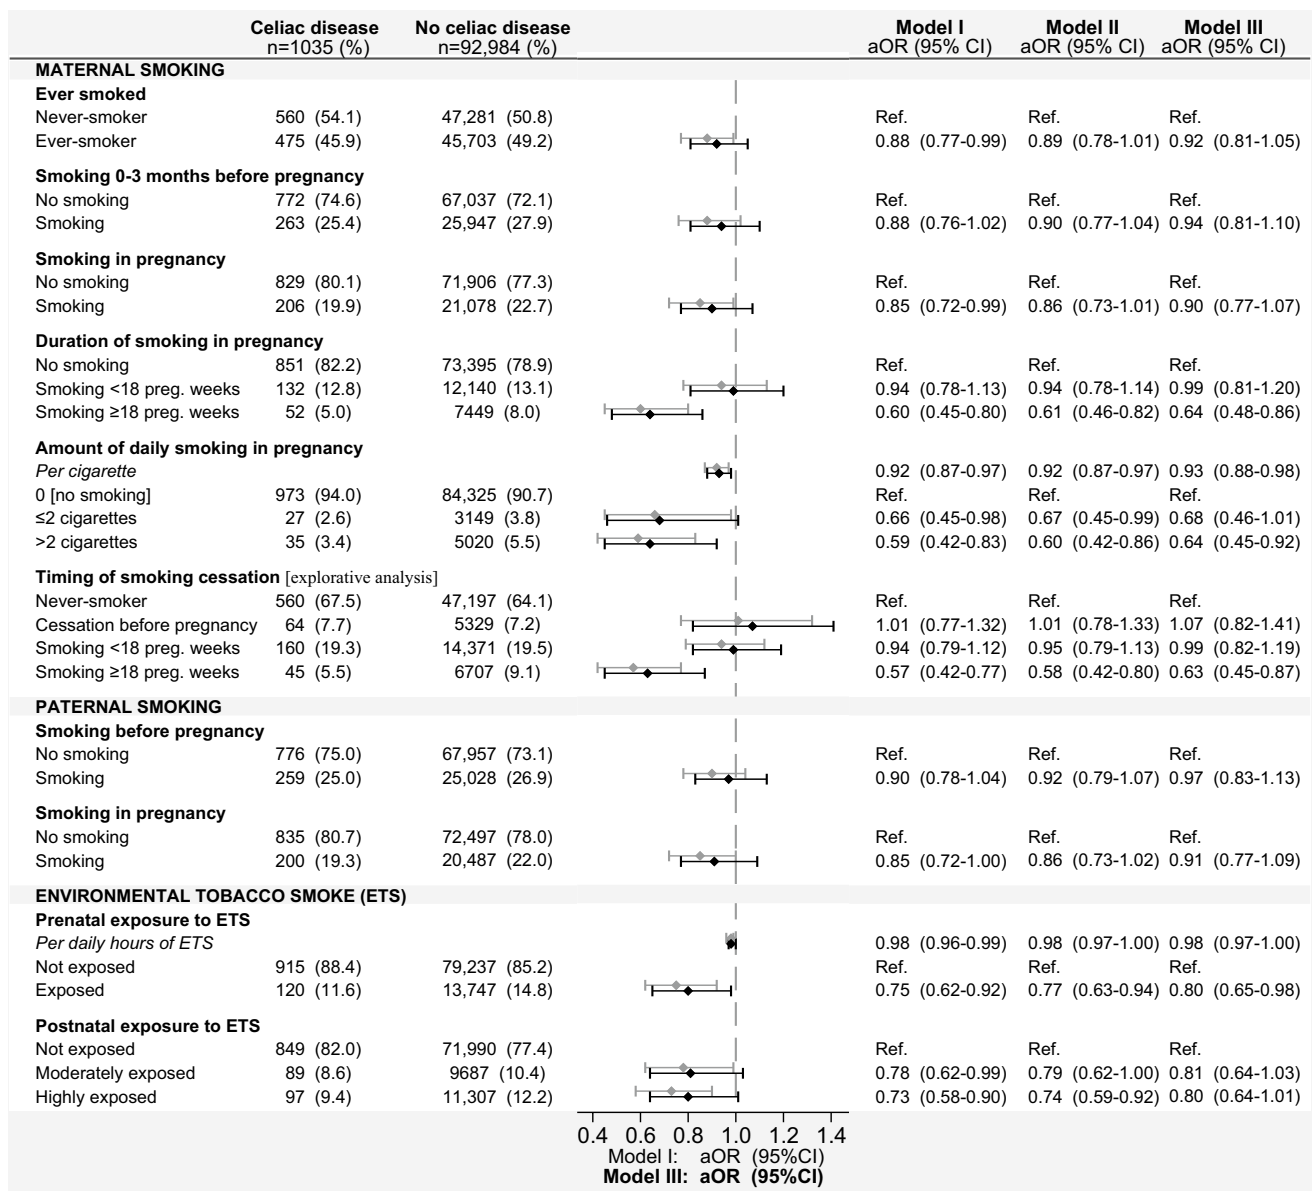 Celiac disease No celiac disease Model I Model II Model III
n=1035 (%) n=92,984 (%) aOR (95% CI) aOR (95% CI) aOR (95% CI)
MATERNAL SMOKING
Ever smoked
Never-smoker 560 (54.1) 47,281 (50.8) Ref. Ref. Ref.
Ever-smoker 475 (45.9) 45,703 (49.2) 0.88 (0.77-0.99) 0.89 (0.78-1.01) 0.92 (0.81-1.05)
Smoking 0-3 months before pregnancy
No smoking 772 (74.6) 67,037 (72.1) Ref. Ref. Ref.
Smoking 263 (25.4) 25,947 (27.9) 0.88 (0.76-1.02) 0.90 (0.77-1.04) 0.94 (0.81-1.10)
Smoking in pregnancy
No smoking 829 (80.1) 71,906 (77.3) Ref. Ref. Ref.
Smoking 206 (19.9) 21,078 (22.7) 0.85 (0.72-0.99) 0.86 (0.73-1.01) 0.90 (0.77-1.07)
Duration of smoking in pregnancy
No smoking 851 (82.2) 73,395 (78.9) Ref. Ref. Ref.
Smoking <18 preg. weeks 132 (12.8) 12,140 (13.1) 0.94 (0.78-1.13) 0.94 (0.78-1.14) 0.99 (0.81-1.20)
Smoking ≥18 preg. weeks 52 (5.0) 7449 (8.0) 0.60 (0.45-0.80) 0.61 (0.46-0.82) 0.64 (0.48-0.86)
Amount of daily smoking in pregnancy
Per cigarette 0.92 (0.87-0.97) 0.92 (0.87-0.97) 0.93 (0.88-0.98)
0 [no smoking] 973 (94.0) 84,325 (90.7) Ref. Ref. Ref.
≤2 cigarettes 27 (2.6) 3149 (3.8) 0.66 (0.45-0.98) 0.67 (0.45-0.99) 0.68 (0.46-1.01)
>2 cigarettes 35 (3.4) 5020 (5.5) 0.59 (0.42-0.83) 0.60 (0.42-0.86) 0.64 (0.45-0.92)
Timing of smoking cessation [explorative analysis]
Never-smoker 560 (67.5) 47,197 (64.1) Ref. Ref. Ref.
Cessation before pregnancy 64 (7.7) 5329 (7.2) 1.01 (0.77-1.32) 1.01 (0.78-1.33) 1.07 (0.82-1.41)
Smoking <18 preg. weeks 160 (19.3) 14,371 (19.5) 0.94 (0.79-1.12) 0.95 (0.79-1.13) 0.99 (0.82-1.19)
Smoking ≥18 preg. weeks 45 (5.5) 6707 (9.1) 0.57 (0.42-0.77) 0.58 (0.42-0.80) 0.63 (0.45-0.87)
PATERNAL SMOKING
Smoking before pregnancy
No smoking 776 (75.0) 67,957 (73.1) Ref. Ref. Ref.
Smoking 259 (25.0) 25,028 (26.9) 0.90 (0.78-1.04) 0.92 (0.79-1.07) 0.97 (0.83-1.13)
Smoking in pregnancy
No smoking 835 (80.7) 72,497 (78.0) Ref. Ref. Ref.
Smoking 200 (19.3) 20,487 (22.0) 0.85 (0.72-1.00) 0.86 (0.73-1.02) 0.91 (0.77-1.09)
ENVIRONMENTAL TOBACCO SMOKE (ETS)
Prenatal exposure to ETS
Per daily hours of ETS 0.98 (0.96-0.99) 0.98 (0.97-1.00) 0.98 (0.97-1.00)
Not exposed 915 (88.4) 79,237 (85.2) Ref. Ref. Ref.
Exposed 120 (11.6) 13,747 (14.8) 0.75 (0.62-0.92) 0.77 (0.63-0.94) 0.80 (0.65-0.98)
Postnatal exposure to ETS
Not exposed 849 (82.0) 71,990 (77.4) Ref. Ref. Ref.
Moderately exposed 89 (8.6) 9687 (10.4) 0.78 (0.62-0.99) 0.79 (0.62-1.00) 0.81 (0.64-1.03)
Highly exposed 97 (9.4) 11,307 (12.2) 0.73 (0.58-0.90) 0.74 (0.59-0.92) 0.80 (0.64-1.01)
0.4 0.6 0.8 1.0 1.2 1.4
Model I: aOR (95%CI)
Model III: aOR (95%CI)